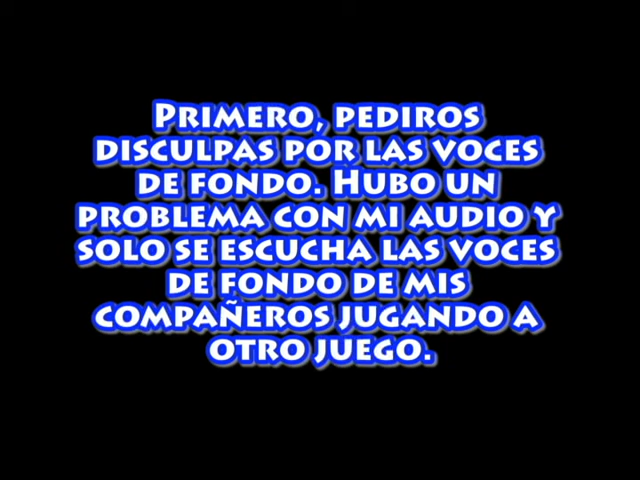 Primero, pediros
disculpas por las voces
de fondo. Hubo un
problema con mi audio y
solo se escucha las voces
de fondo de mis
compañeros jugando a
otro juego.